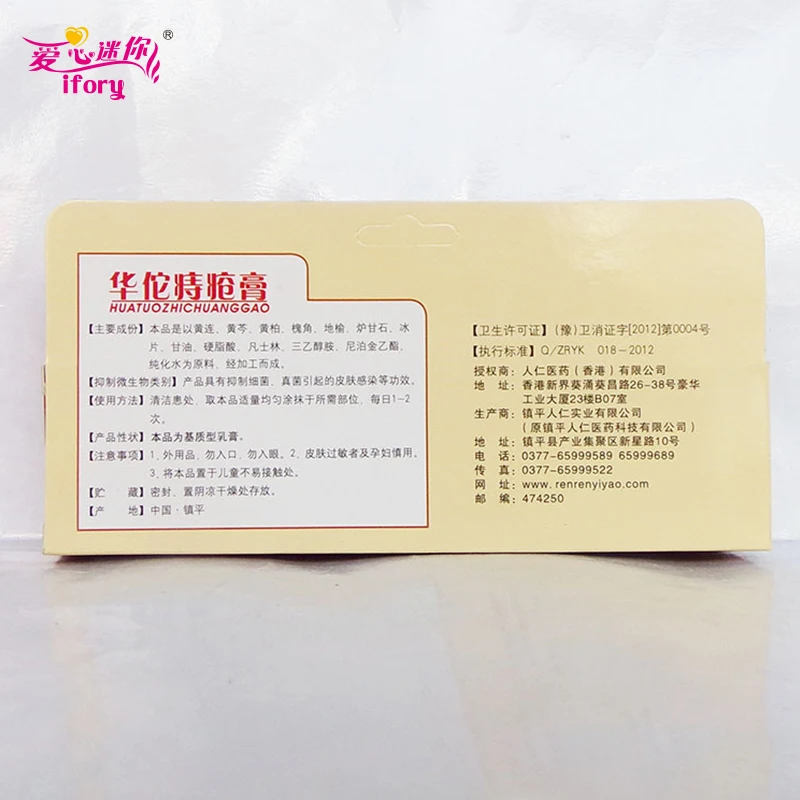 爱心迷你®
ifory
华佗痔疮膏
HUATUOZHICHUANGGAO
【主要成份】 本品是以黄连、黄芩、黄柏、槐角、地榆、炉甘石、冰
片、甘油、硬脂酸、凡士林、三乙醇胺、尼泊金乙酯、
纯化水为原料，经加工而成。
【抑制微生物类别】 产品具有抑制细菌、真菌引起的皮肤感染等功效。
【使用方法】 清洁患处，取本品适量均匀涂抹于所需部位，每日1-2
次。
【产品性状】 本品为基质型乳膏。
【注意事项】 1、外用品，勿入口，勿入眼。2、皮肤过敏者及孕妇慎用。
3、将本品置于儿童不易接触处。
【贮 藏】 密封，置阴凉干燥处存放。
【产 地】 中国·镇平
【卫生许可证】 (豫)卫消证字[2012]第0004号
【执行标准】 Q/ZRYK 018-2012
授权商： 人仁医药（香港）有限公司
地 址： 香港新界葵涌葵昌路26-38号豪华
工业大厦23楼B07室
生产商： 镇平人仁实业有限公司
（原镇平人仁医药科技有限公司）
地 址： 镇平县产业集聚区新星路10号
电 话： 0377-65999589 65999689
传 真： 0377-65999522
网 址： www.renrenyiyao.com
邮 编： 474250